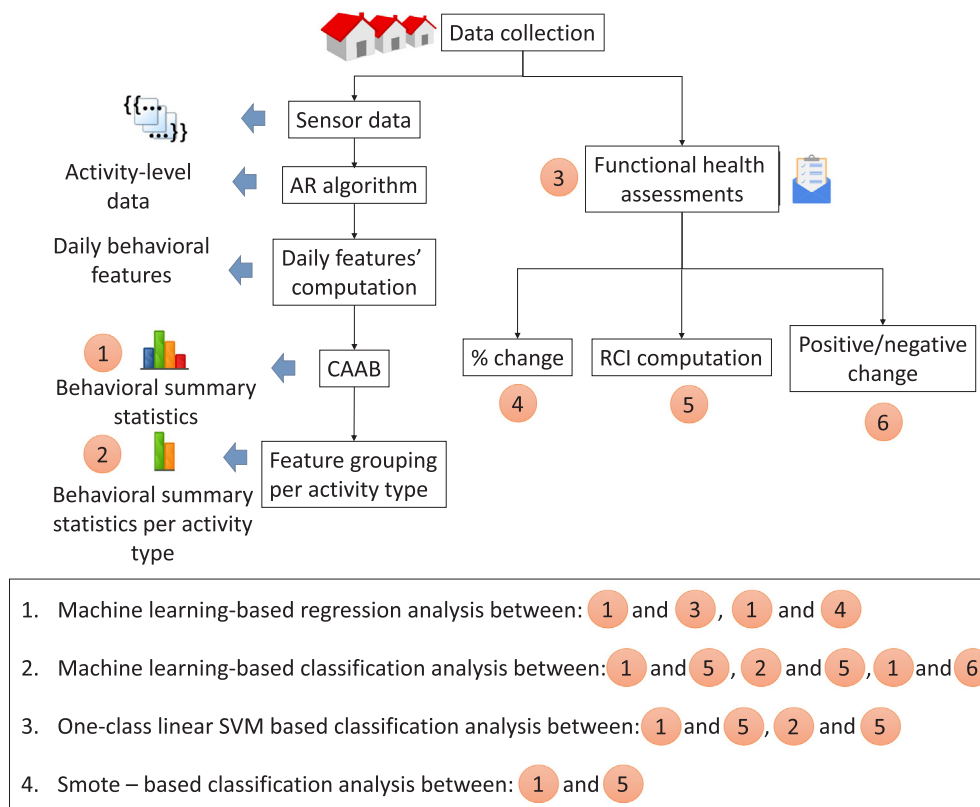 Data collection
{{...
...}}
Sensor data
Activity-level
data
AR algorithm
3
Functional health
assessments
Daily behavioral
features
Daily features’
computation
1
Behavioral summary
statistics
CAAB
% change
4
RCI computation
5
Positive/negative
change
6
2
Behavioral summary
statistics per activity
type
Feature grouping
per activity type
1. Machine learning-based regression analysis between: 1 and 3 , 1 and 4
2. Machine learning-based classification analysis between: 1 and 5 , 2 and 5 , 1 and 6
3. One-class linear SVM based classification analysis between: 1 and 5 , 2 and 5
4. Smote – based classification analysis between: 1 and 5